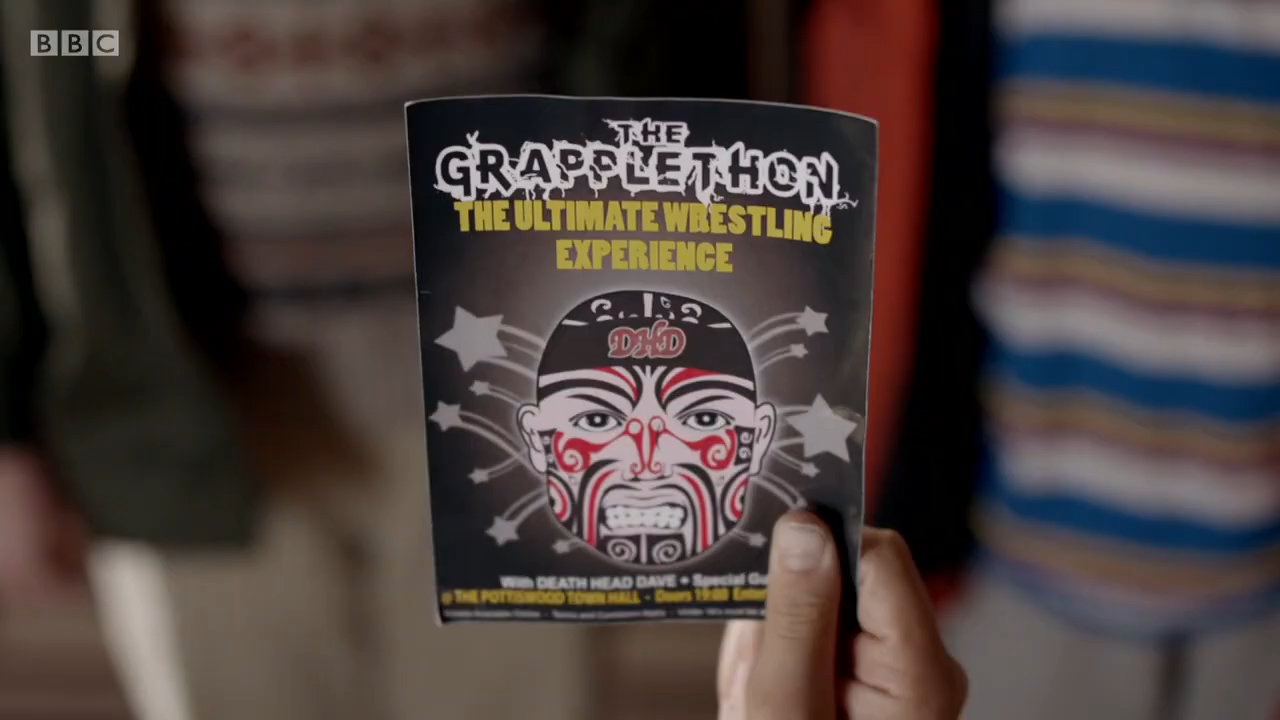 BBC
THE
GRAPPLETHON
THE ULTIMATE WRESTLING
EXPERIENCE
DHD
With DEATH HEAD DAVE + Special
@ THE POTTISWOOD TOWN HALL - Doors 19:00